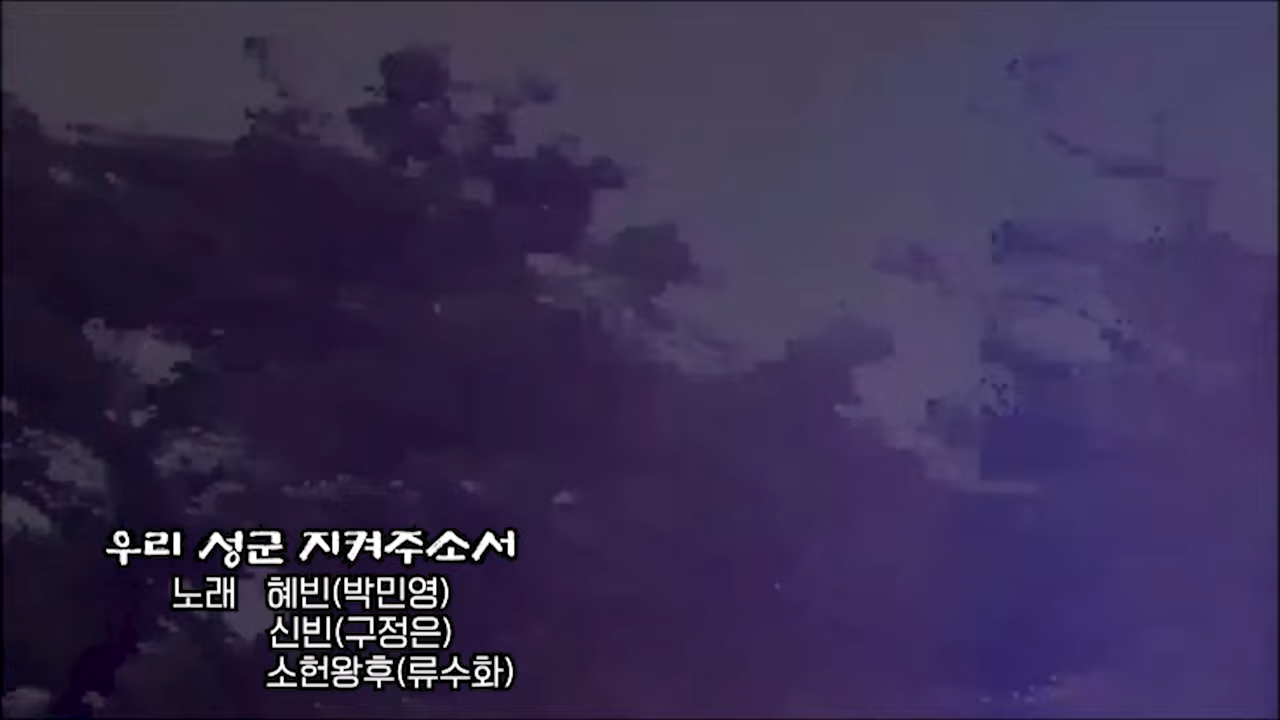 우리 성군 지켜주소서
노래 혜빈(박민영)
신빈(구정은)
소헌왕후(류수화)